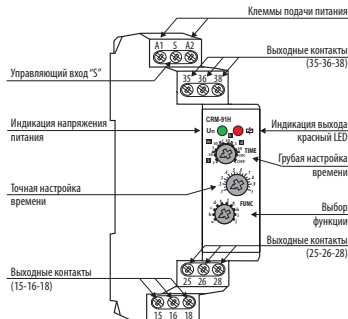 Клеммы подачи питания
A1 S A2
Выходные контакты
(35-36-38)
35 36 38
Управляющий вход "S"
CRM-91H
Индикация напряжения
питания
Un
Индикация выхода
красный LED
TIME
Грубая настройка
времени
Точная настройка
времени
FUNC
Выбор
функции
Выходные контакты
(25-26-28)
25 26 28
Выходные контакты
(15-16-18)
15 16 18